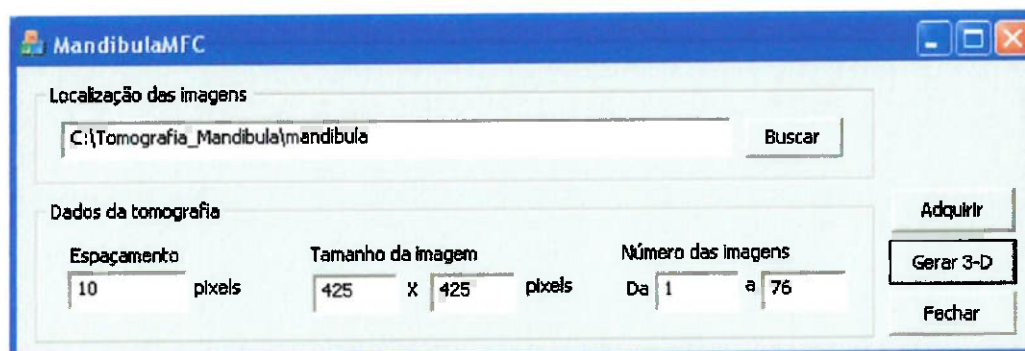 MandibulaMFC
Localização das imagens
C:\Tomografia_Mandibula\mandibula
Buscar
Dados da tomografia
Espaçamento
10 pixels
Tamanho da imagem
425 X 425 pixels
Número das imagens
Da 1 a 76
Adquirir
Gerar 3-D
Fechar